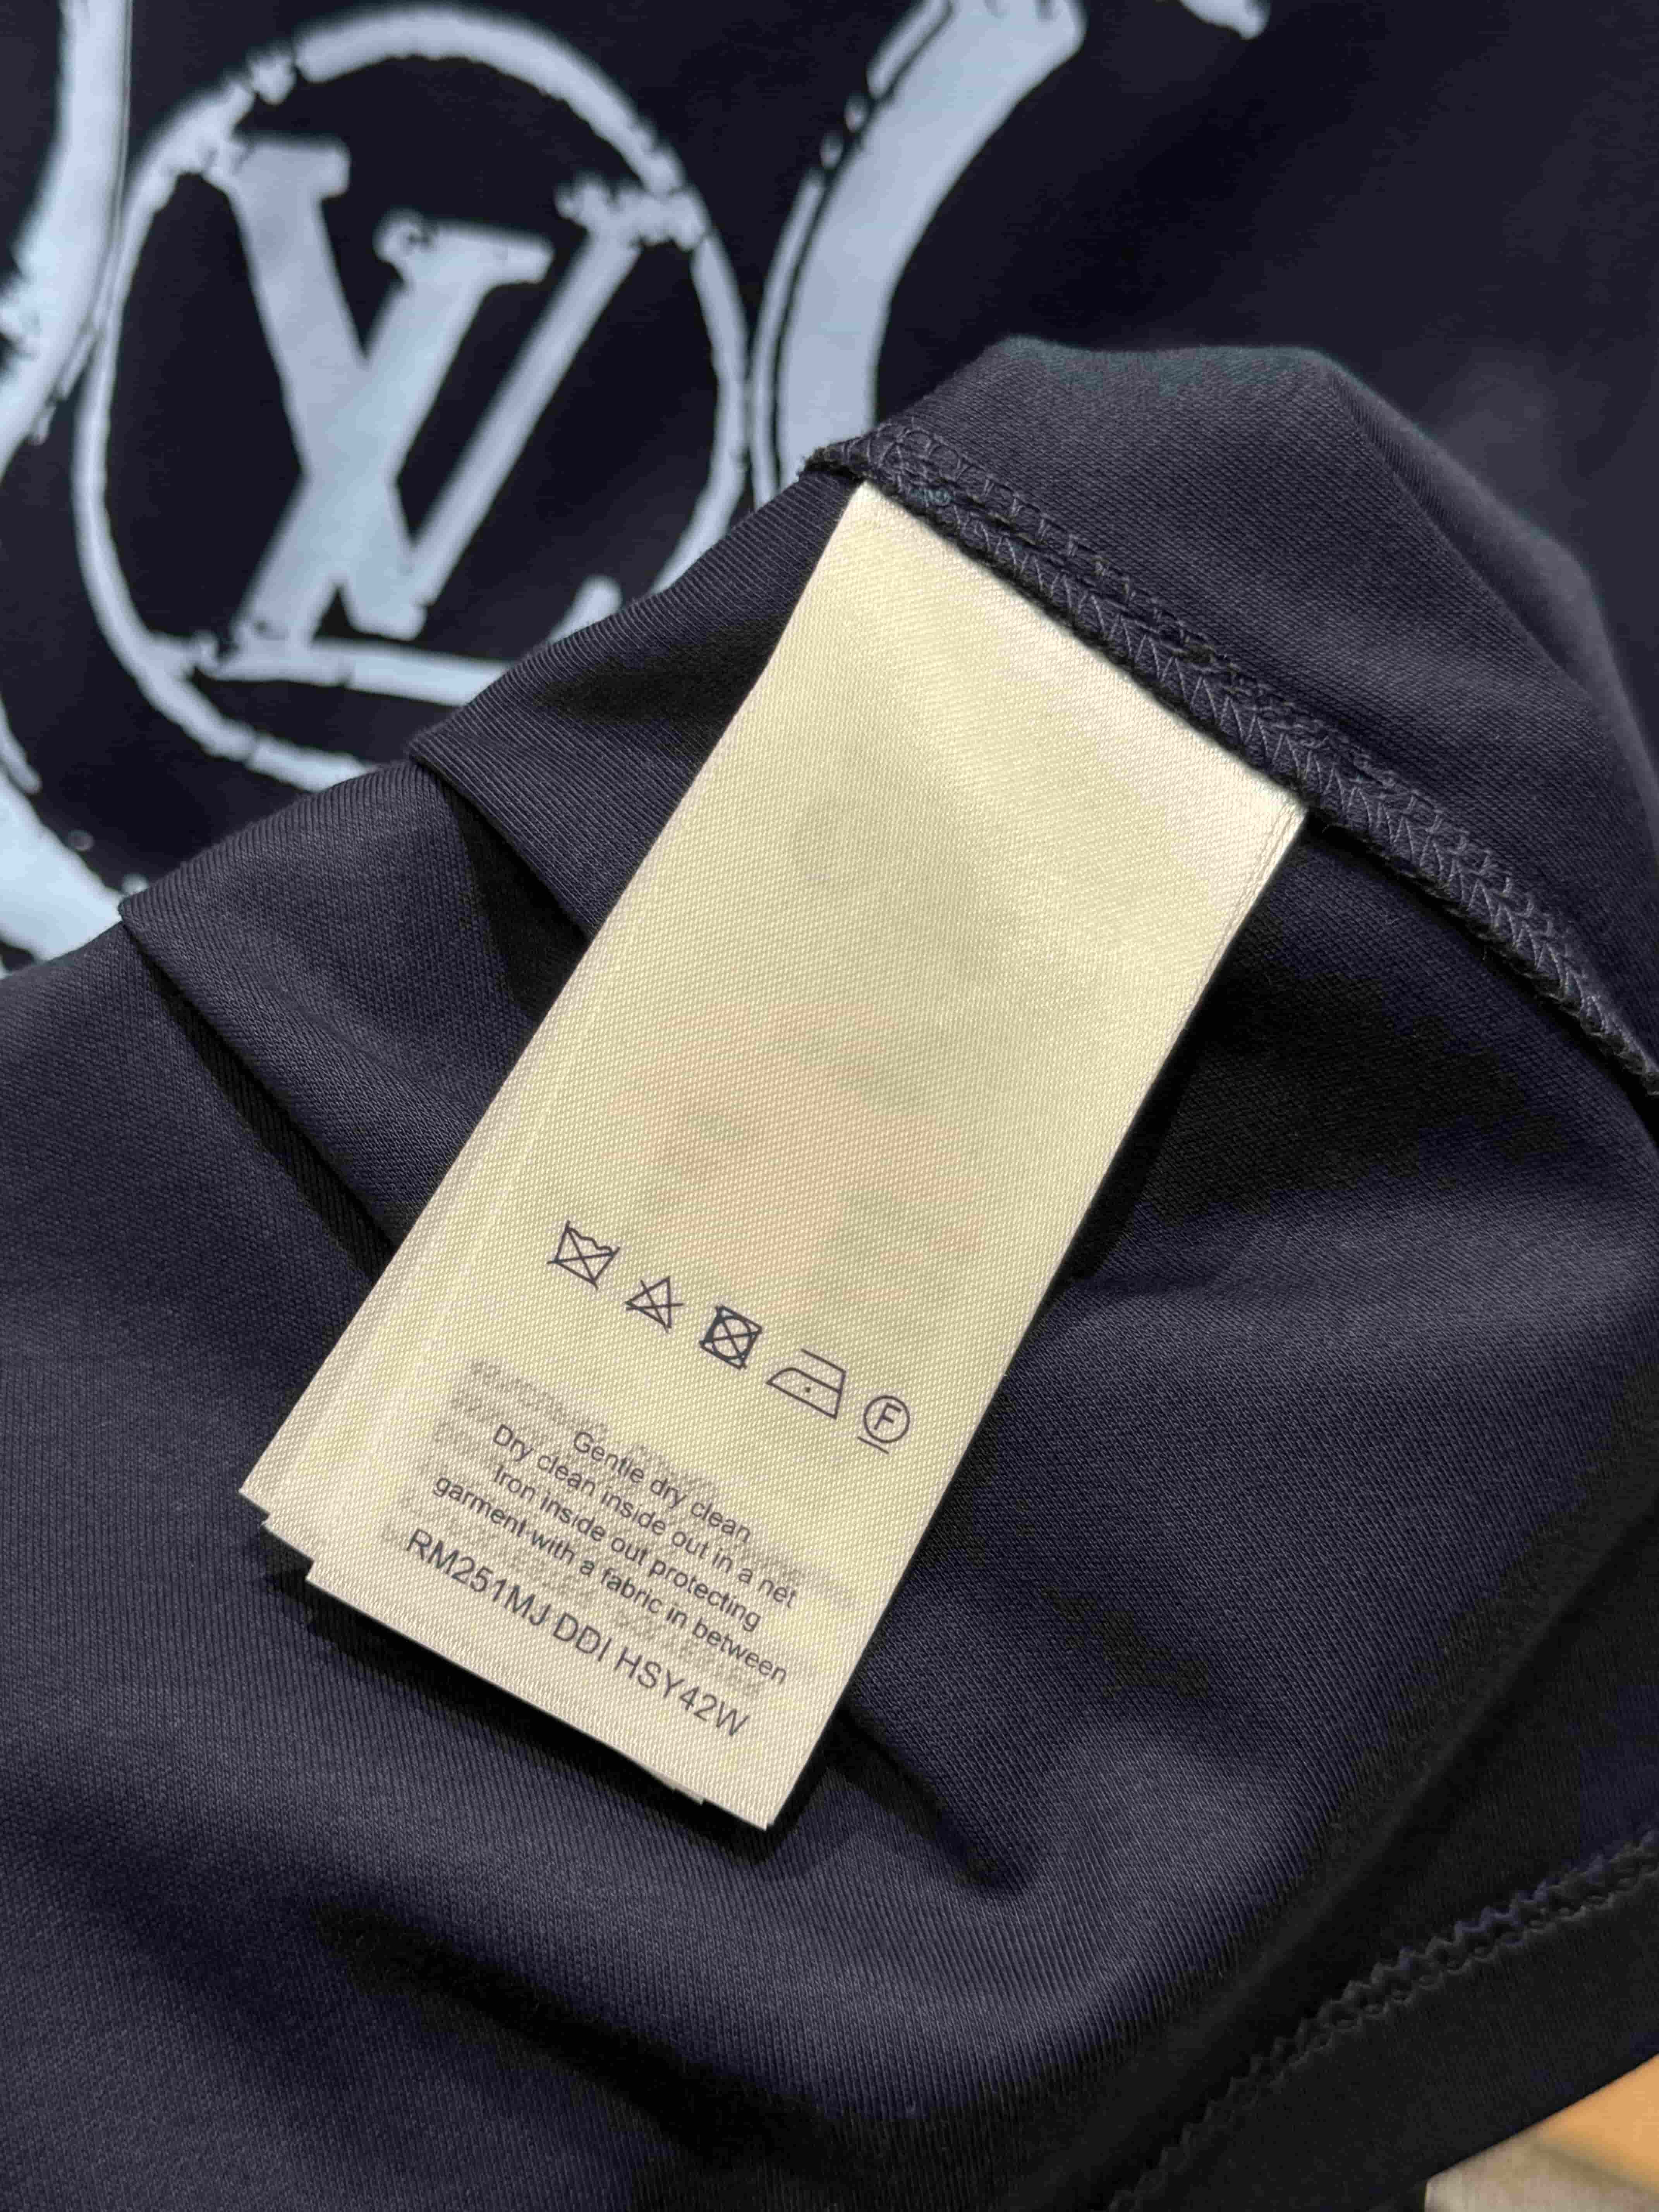 LV
F
Gentle dry clean
Dry clean inside out in a net
Iron inside out protecting
garment with a fabric in between
RM251MJ DDI HSY42W